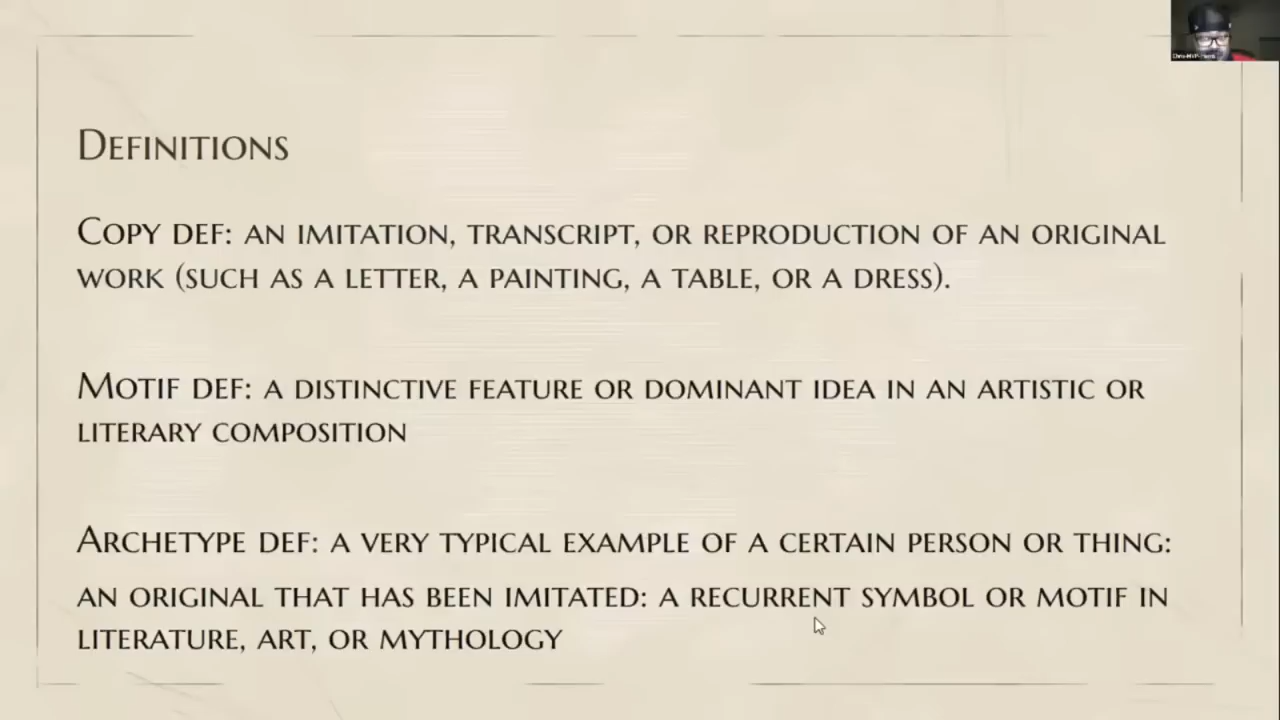 Definitions
Copy def: an imitation, transcript, or reproduction of an original
work (such as a letter, a painting, a table, or a dress).
Motif def: a distinctive feature or dominant idea in an artistic or
literary composition
Archetype def: a very typical example of a certain person or thing:
an original that has been imitated: a recurrent symbol or motif in
literature, art, or mythology